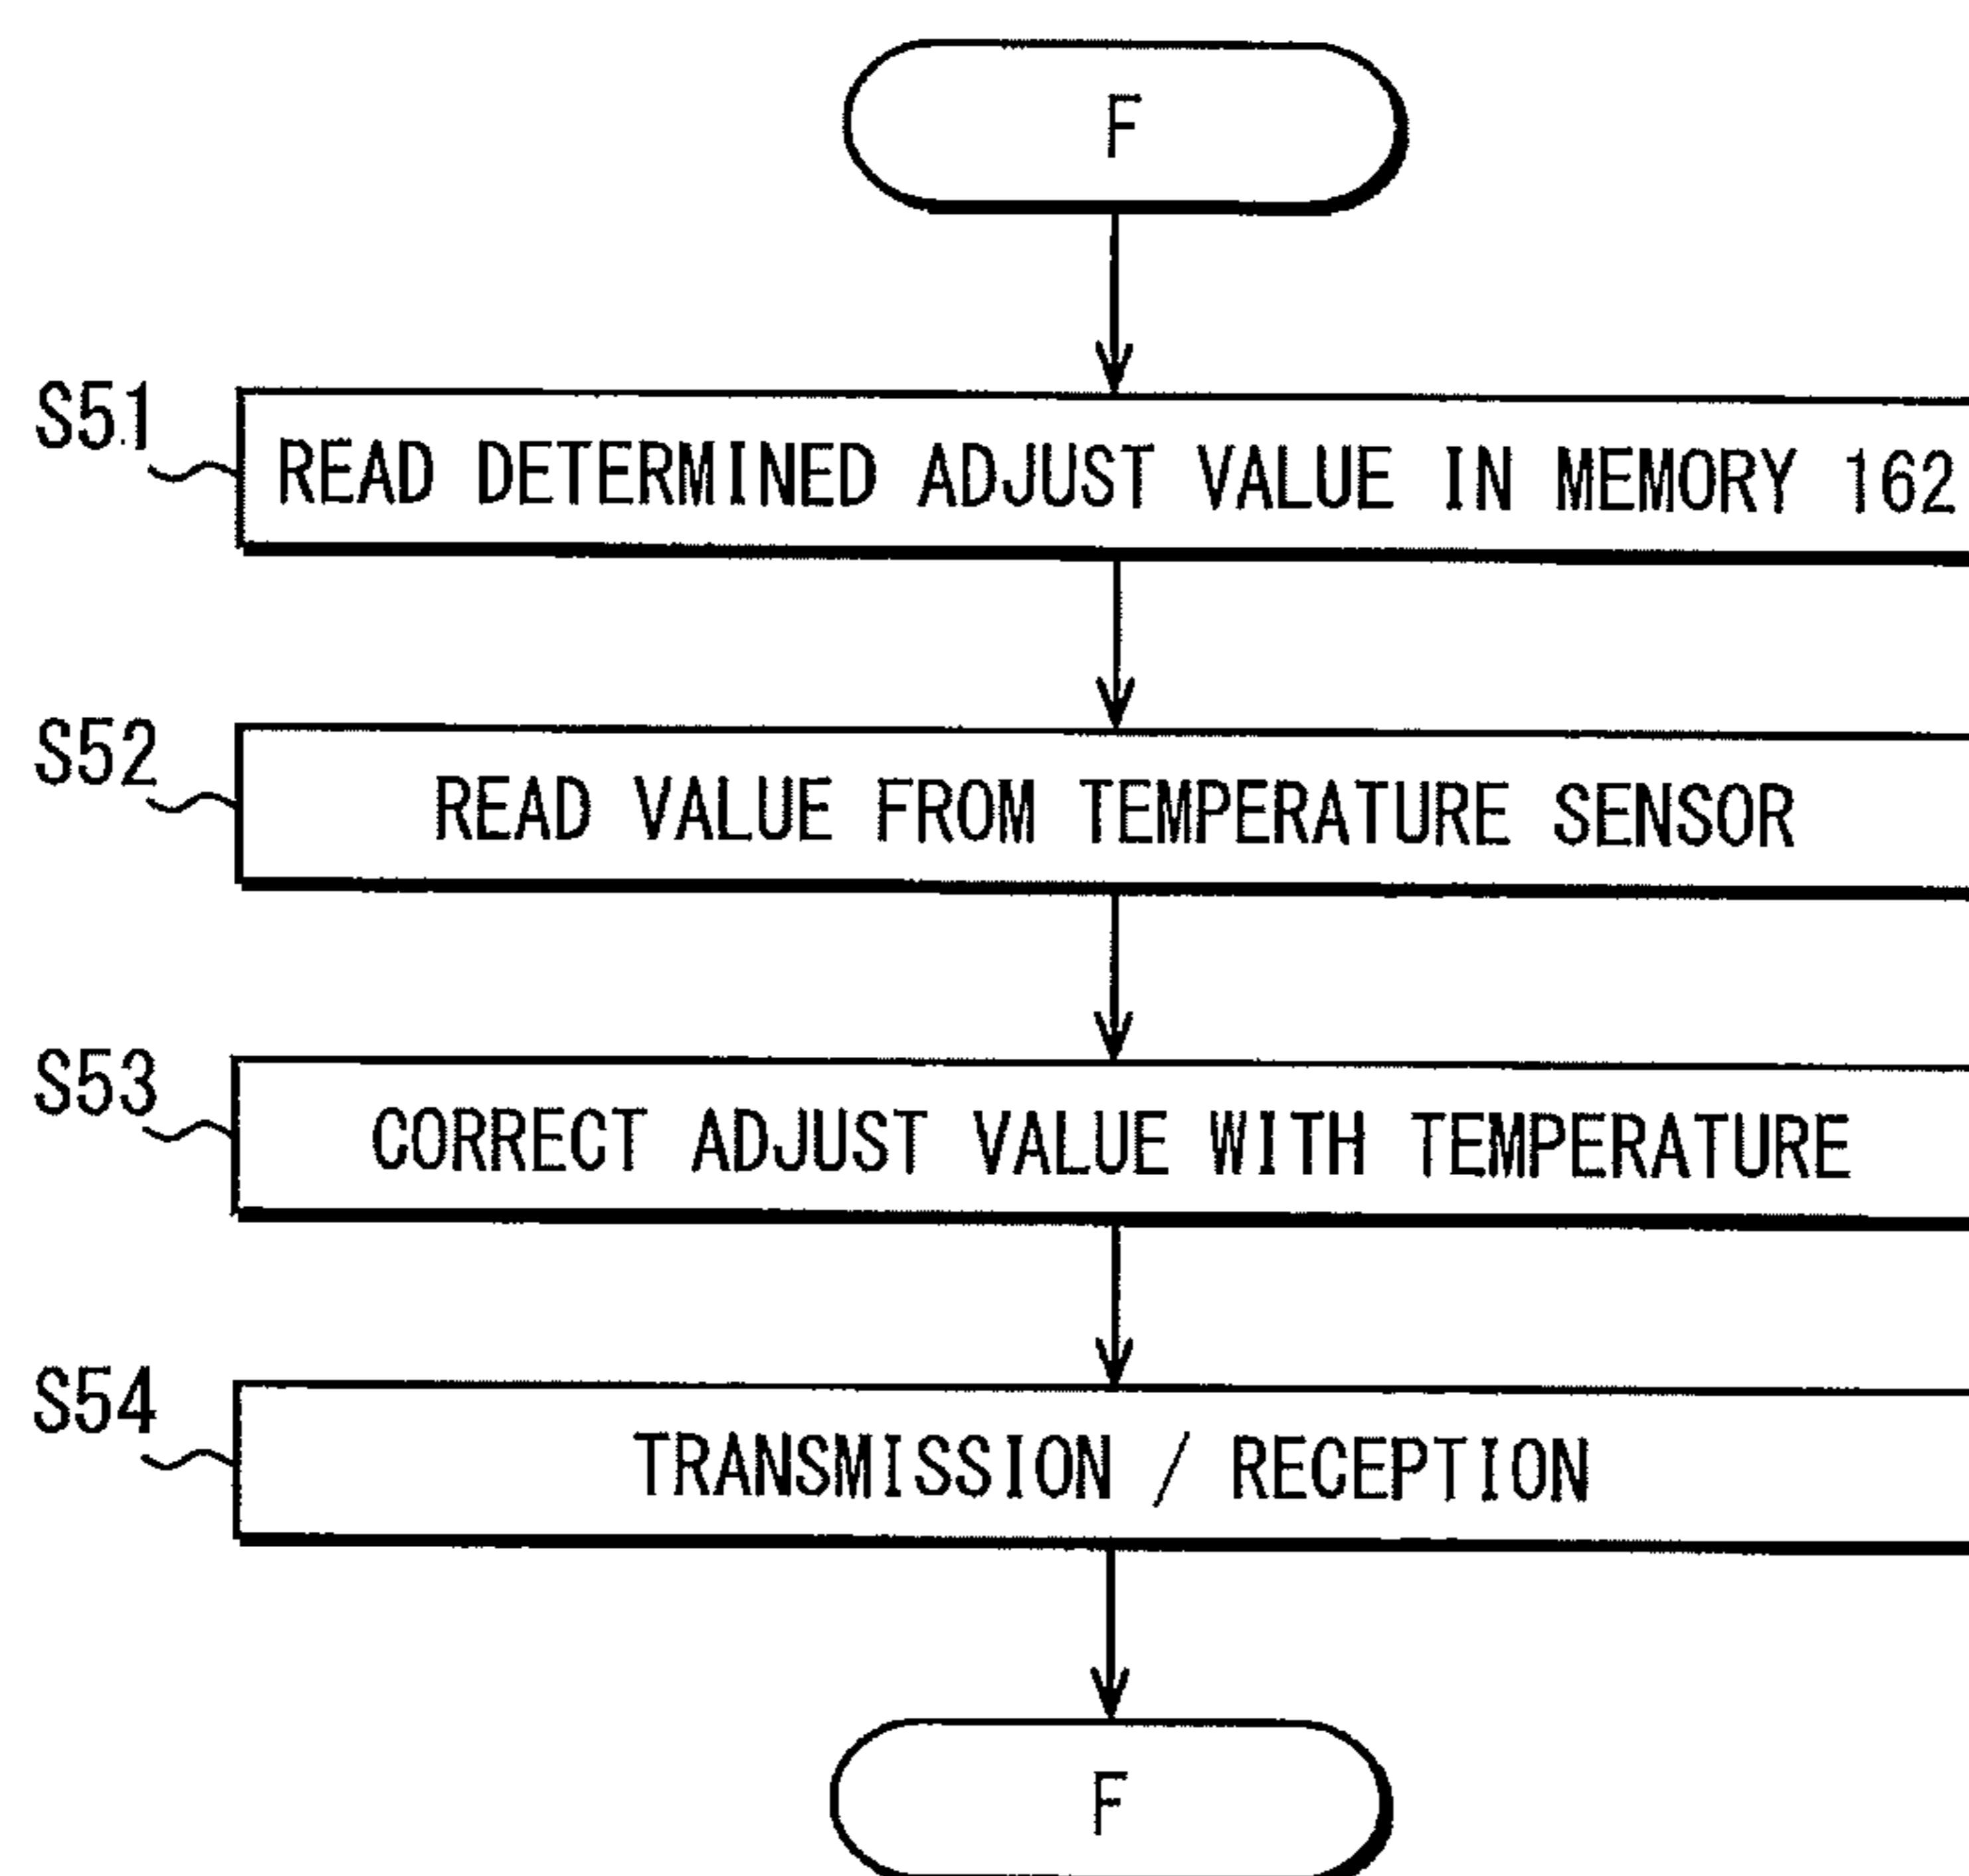 F
S51
READ DETERMINED ADJUST VALUE IN MEMORY 162
S52
READ VALUE FROM TEMPERATURE SENSOR
S53
CORRECT ADJUST VALUE WITH TEMPERATURE
S54
TRANSMISSION / RECEPTION
F